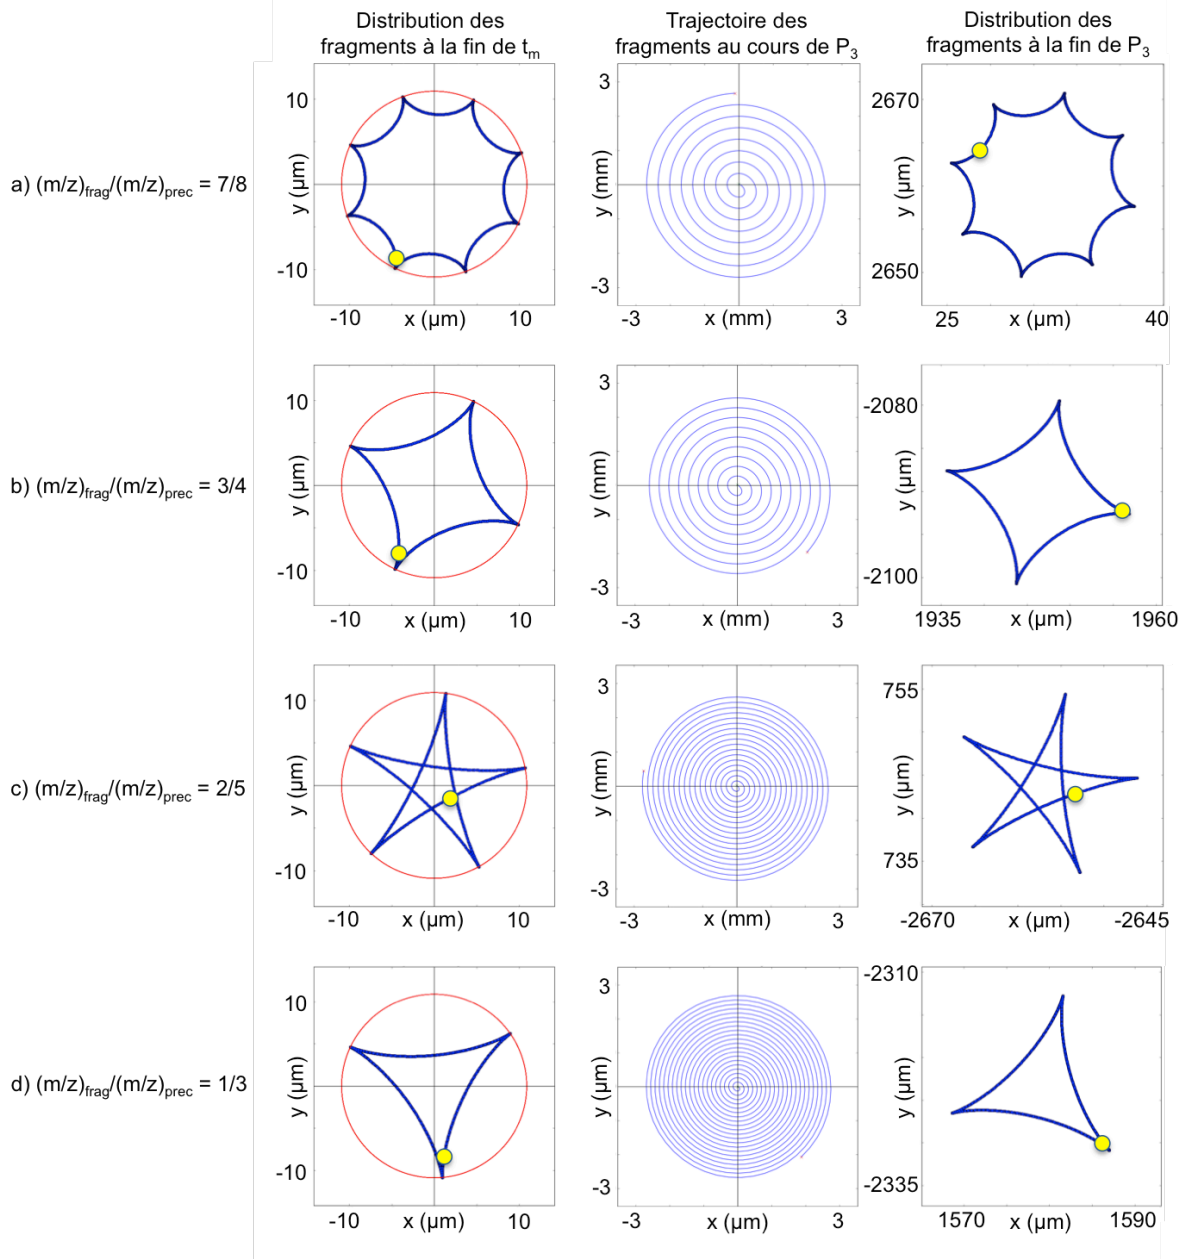 Distribution des
fragments à la fin de tm
Trajectoire des
fragments au cours de P3
Distribution des
fragments à la fin de P3
a) (m/z)frag/(m/z)prec = 7/8
10
-10
y (µm)
-10 x (µm) 10
3
-3
y (mm)
-3 x (mm) 3
2670
2650
y (µm)
25 x (µm) 40
b) (m/z)frag/(m/z)prec = 3/4
10
-10
y (µm)
-10 x (µm) 10
3
-3
y (mm)
-3 x (mm) 3
-2080
-2100
y (µm)
1935 x (µm) 1960
c) (m/z)frag/(m/z)prec = 2/5
10
-10
y (µm)
-10 x (µm) 10
3
-3
y (mm)
-3 x (mm) 3
755
735
y (µm)
-2670 x (µm) -2645
d) (m/z)frag/(m/z)prec = 1/3
10
-10
y (µm)
-10 x (µm) 10
3
-3
y (mm)
-3 x (mm) 3
-2310
-2335
y (µm)
1570 x (µm) 1590